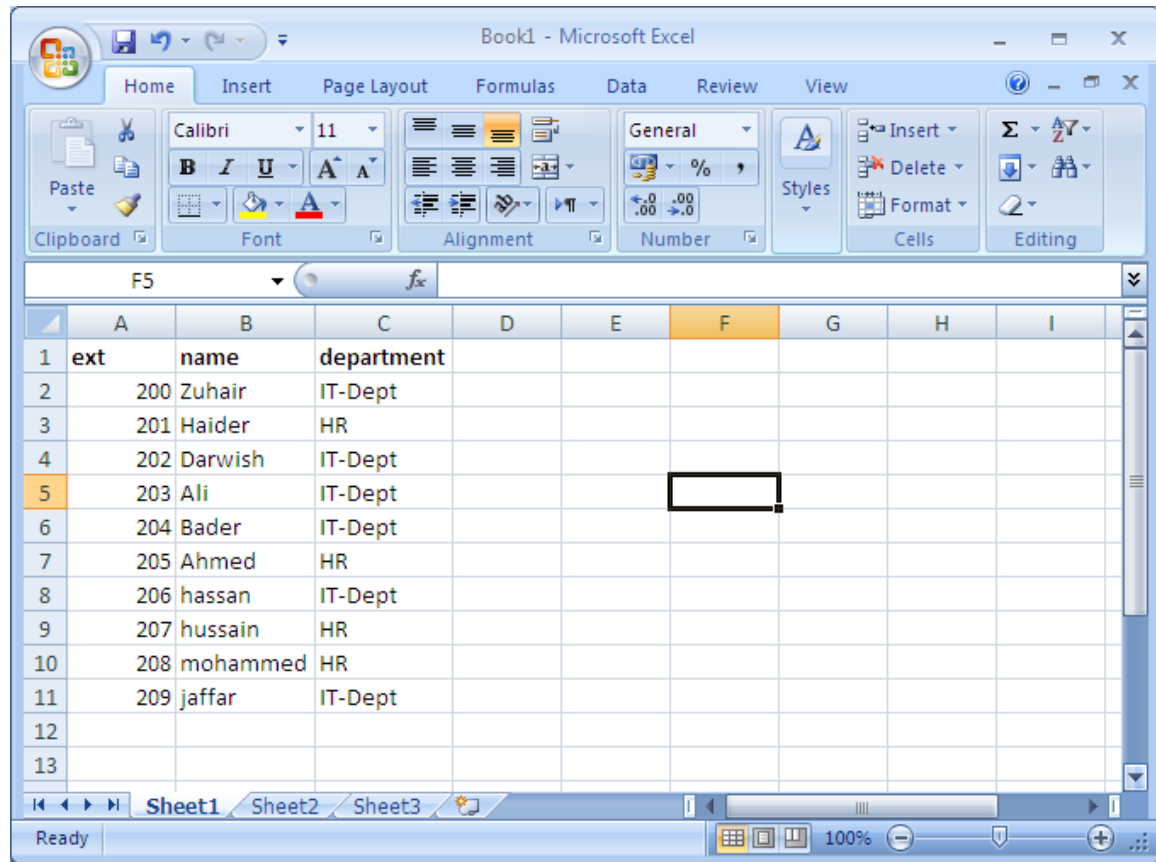 Book1 - Microsoft Excel
Home Insert Page Layout Formulas Data Review View
Calibri 11 General Insert Σ
B I U A A % , Delete
Paste Styles
A .00 .00 Format
Clipboard Font Alignment Number Cells Editing
F5 fx
A B C D E F G H I
1 ext name department
2 200 Zuhair IT-Dept
3 201 Haider HR
4 202 Darwish IT-Dept
5 203 Ali IT-Dept
6 204 Bader IT-Dept
7 205 Ahmed HR
8 206 hassan IT-Dept
9 207 hussain HR
10 208 mohammed HR
11 209 jaffar IT-Dept
12
13
Sheet1 Sheet2 Sheet3
Ready 100%